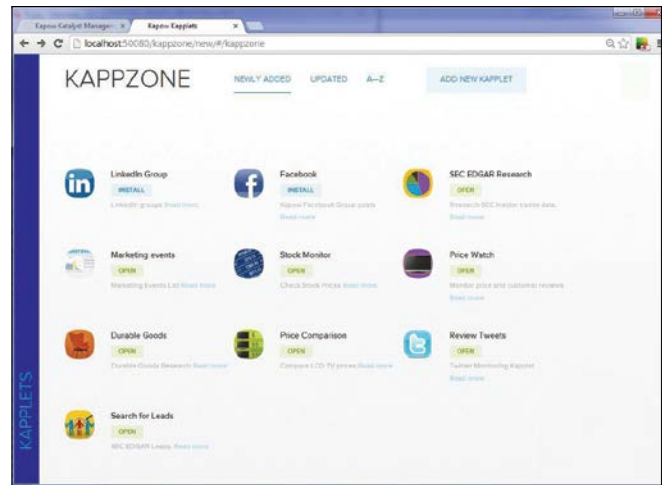 Kapow Catalyst Manager
Kapow Kapplets
localhost:50080/kappzone/new/#/kappzone
KAPPZONE
NEWLY ADDED
UPDATED
A–Z
ADD NEW KAPPLET
LinkedIn Group
INSTALL
LinkedIn groups Read more
Facebook
INSTALL
Kapow Facebook Group posts
Read more
SEC EDGAR Research
OPEN
Research SEC insider trades data.
Read more
Marketing events
OPEN
Marketing Events List Read more
Stock Monitor
OPEN
Check Stock Prices Read more
Price Watch
OPEN
Monitor price and customer reviews
Read more
Durable Goods
OPEN
Durable Goods Research Read more
Price Comparison
OPEN
Compare LCD TV prices Read more
Review Tweets
OPEN
Twitter Monitoring Kapplet
Read more
Search for Leads
OPEN
SEC EDGAR Leads Read more
KAPPLETS